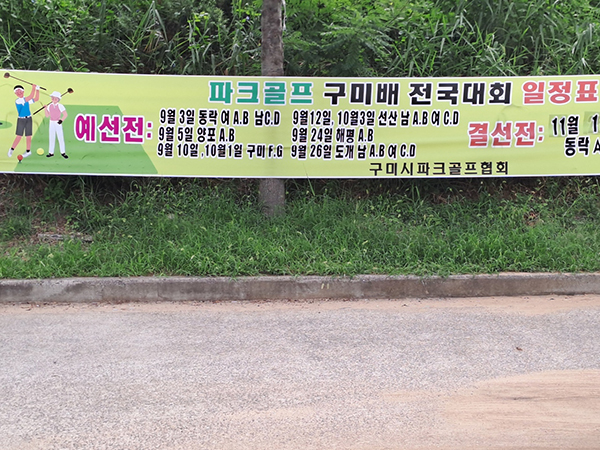 파크골프 구미배 전국대회 일정표
예선전:
9월 3일 동락 여 A.B 남C.D
9월 5일 양포 A.B
9월 10일 ,10월1일 구미 F.G
9월12일, 10월3일 선산 남 A.B 여 C.D
9월 24일 해평 A.B
9월 26일 도개 남 A.B 여 C.D
결선전:
11월
동락
구미시파크골프협회